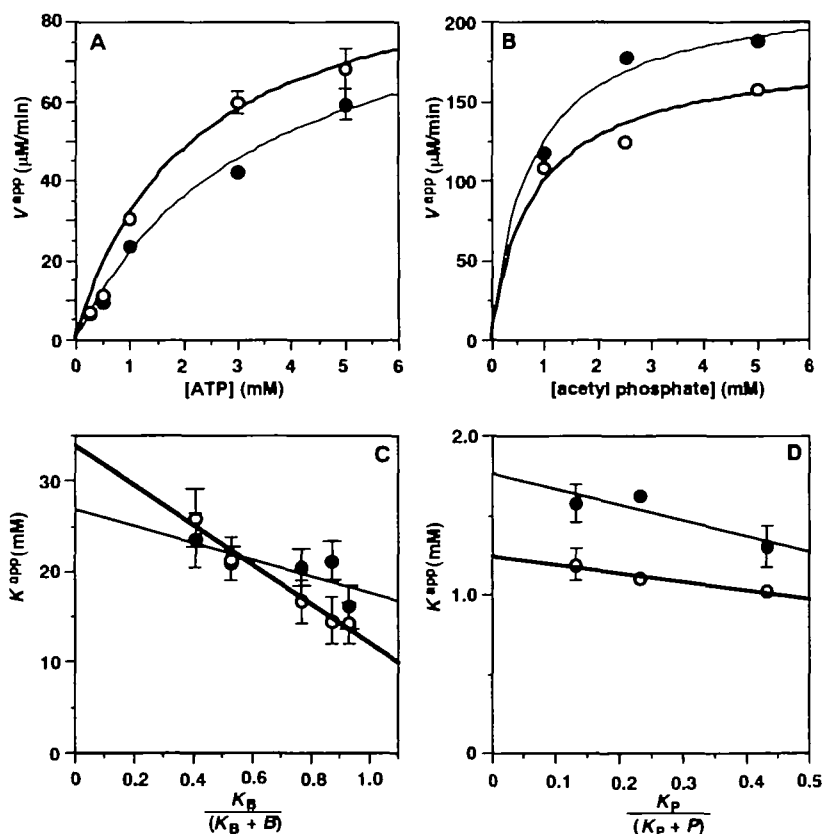 A
V^app (μM/min)
80
60
40
20
0
0 1 2 3 4 5 6
[ATP] (mM)
B
V^app (μM/min)
200
150
100
50
0
0 1 2 3 4 5 6
[acetyl phosphate] (mM)
C
K^app (mM)
30
20
10
0
0 0.2 0.4 0.6 0.8 1.0
K_B
(K_B + B)
D
K^app (mM)
2.0
1.0
0
0 0.1 0.2 0.3 0.4 0.5
K_P
(K_P + P)